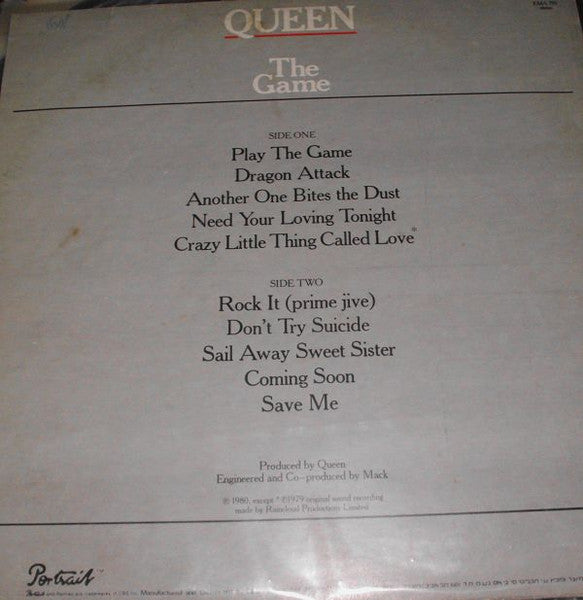 QUEEN
The
Game
SIDE ONE
Play The Game
Dragon Attack
Another One Bites the Dust
Need Your Loving Tonight
Crazy Little Thing Called Love*
SIDE TWO
Rock It (prime jive)
Don't Try Suicide
Sail Away Sweet Sister
Coming Soon
Save Me
Produced by Queen
Engineered and Co-produced by Mack
℗ 1980, except * ℗1979 original sound recording
made by Raincloud Productions Limited
Portrait